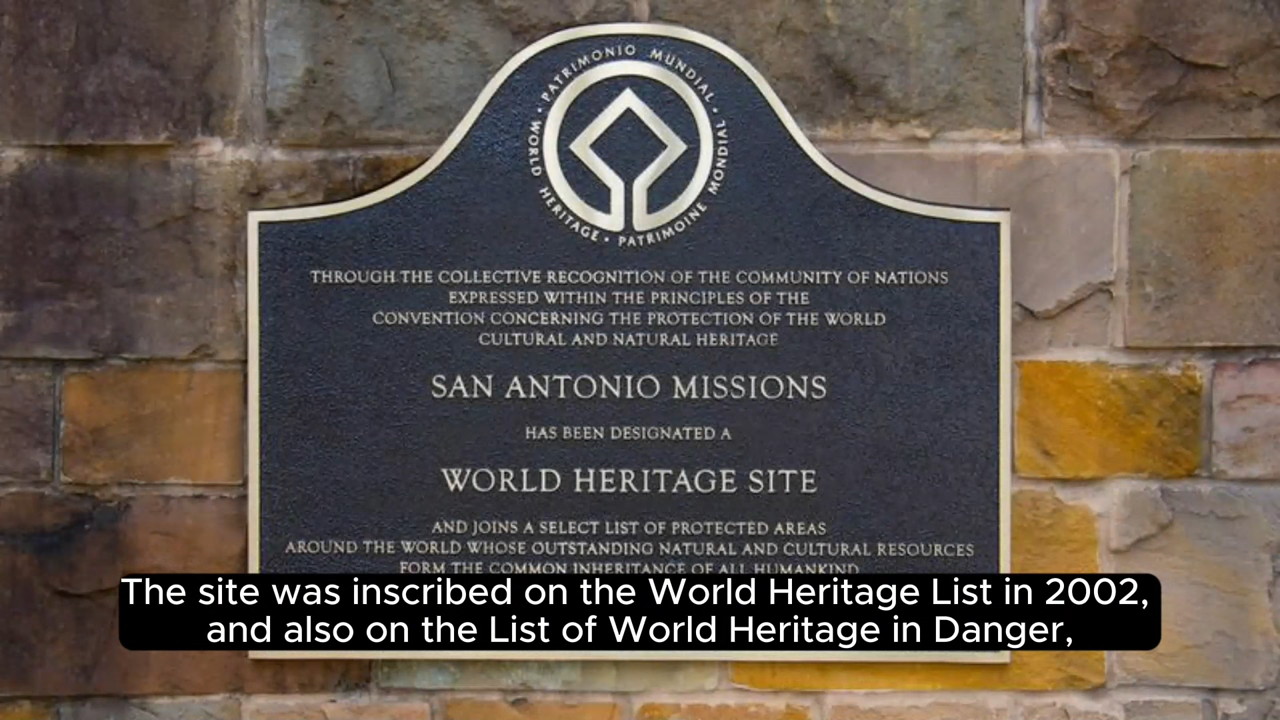 PATRIMONIO MUNDIAL • WORLD HERITAGE • PATRIMOINE MONDIAL •
THROUGH THE COLLECTIVE RECOGNITION OF THE COMMUNITY OF NATIONS
EXPRESSED WITHIN THE PRINCIPLES OF THE
CONVENTION CONCERNING THE PROTECTION OF THE WORLD
CULTURAL AND NATURAL HERITAGE
SAN ANTONIO MISSIONS
HAS BEEN DESIGNATED A
WORLD HERITAGE SITE
AND JOINS A SELECT LIST OF PROTECTED AREAS
AROUND THE WORLD WHOSE OUTSTANDING NATURAL AND CULTURAL RESOURCES
FORM THE COMMON INHERITANCE OF ALL HUMANKIND
The site was inscribed on the World Heritage List in 2002,
and also on the List of World Heritage in Danger,